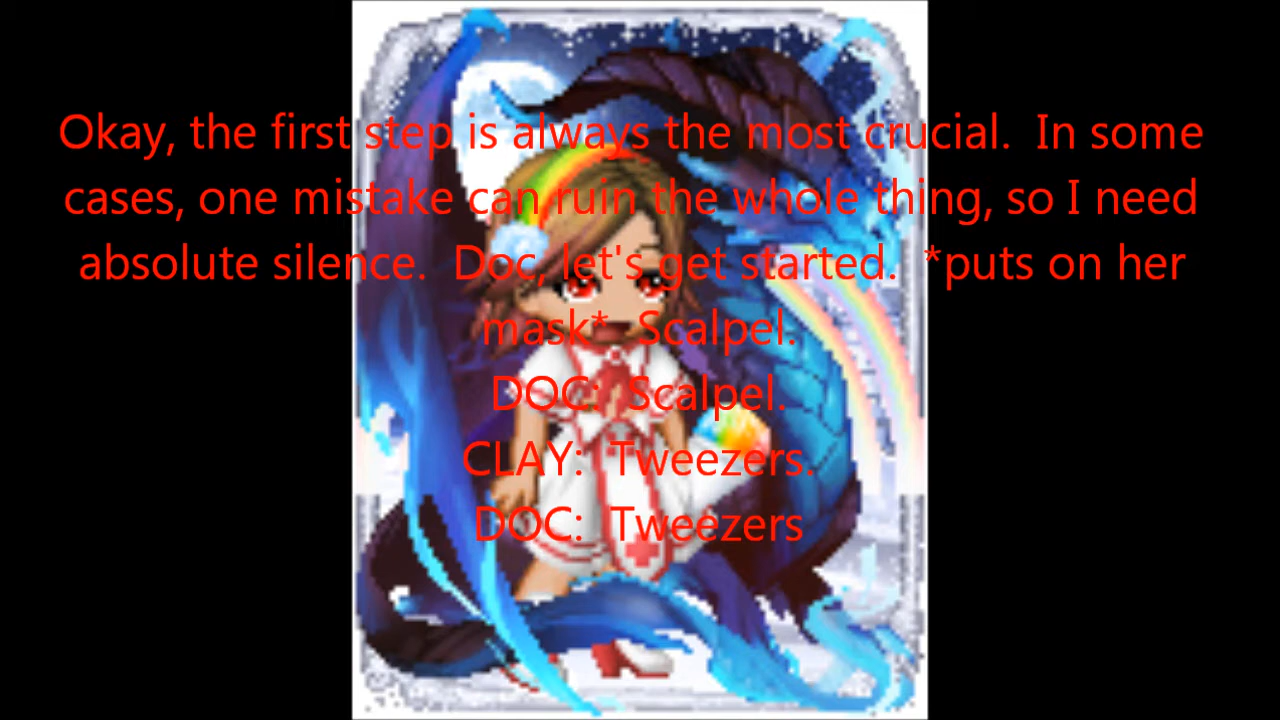 Okay, the first step is always the most crucial.  In some
cases, one mistake can ruin the whole thing, so I need
absolute silence.  Doc, let's get started.  *puts on her
mask*  Scalpel.
DOC:  Scalpel.
CLAY:  Tweezers.
DOC:  Tweezers